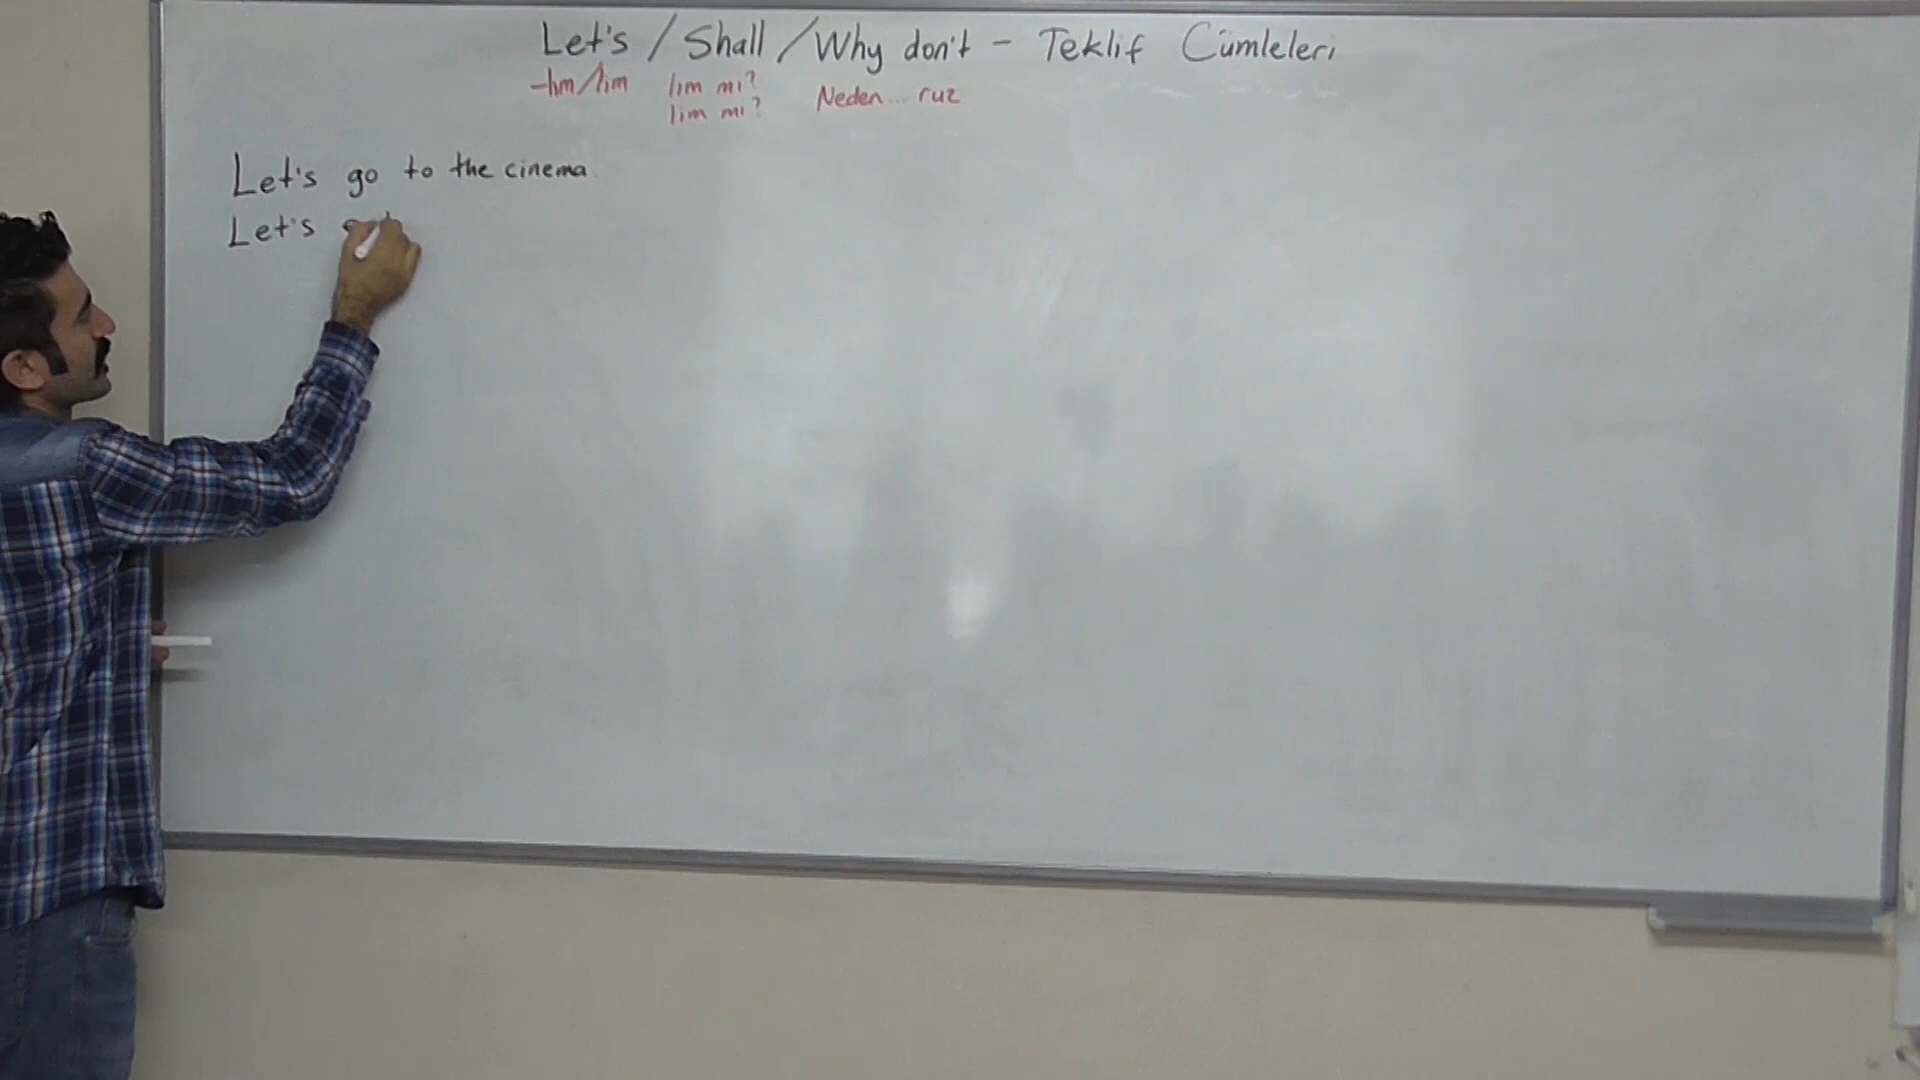 Let's / Shall / Why don't - Teklif Cümleleri
-lım/lim lım mı? Neden... ruz
lim mi?
Let's go to the cinema.
Let's